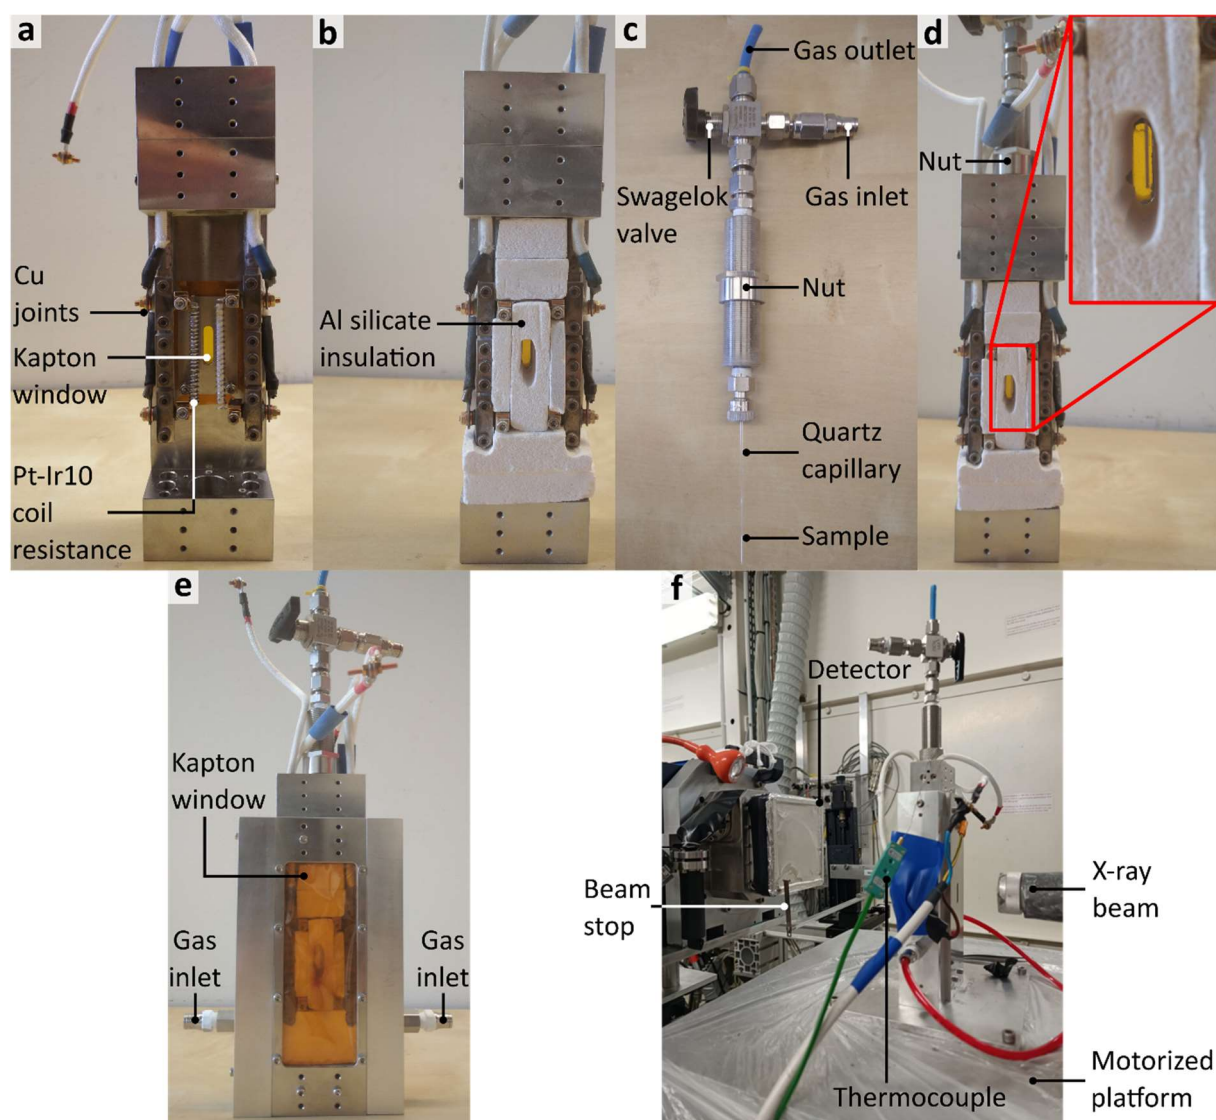 a
Cu
joints
Kapton
window
Pt-Ir10
coil
resistance
b
Al silicate
insulation
c
Gas outlet
Swagelok
valve
Gas inlet
Nut
Quartz
capillary
Sample
d
Nut
e
Kapton
window
Gas
inlet
Gas
inlet
f
Detector
Beam
stop
X-ray
beam
Thermocouple
Motorized
platform